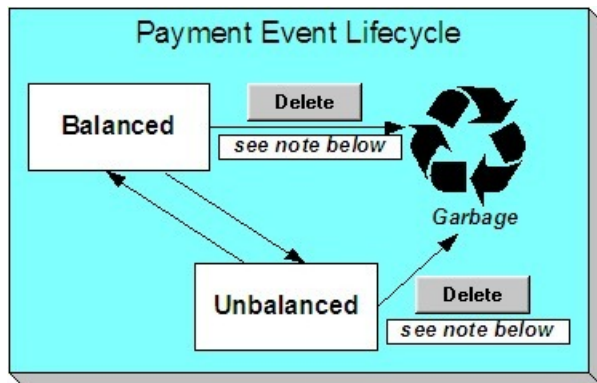 Payment Event Lifecycle
Delete
Balanced
see note below
Garbage
Unbalanced
Delete
see note below